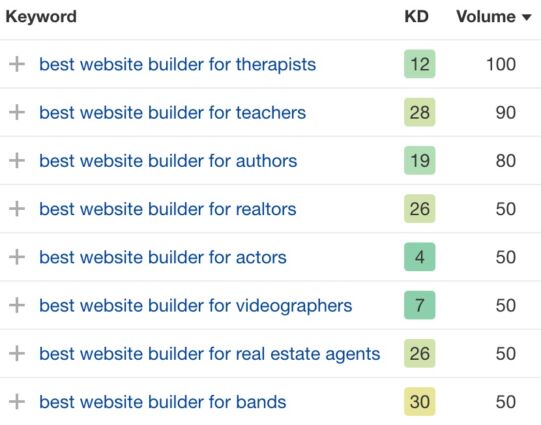 Keyword KD Volume
best website builder for therapists 12 100
best website builder for teachers 28 90
best website builder for authors 19 80
best website builder for realtors 26 50
best website builder for actors 4 50
best website builder for videographers 7 50
best website builder for real estate agents 26 50
best website builder for bands 30 50